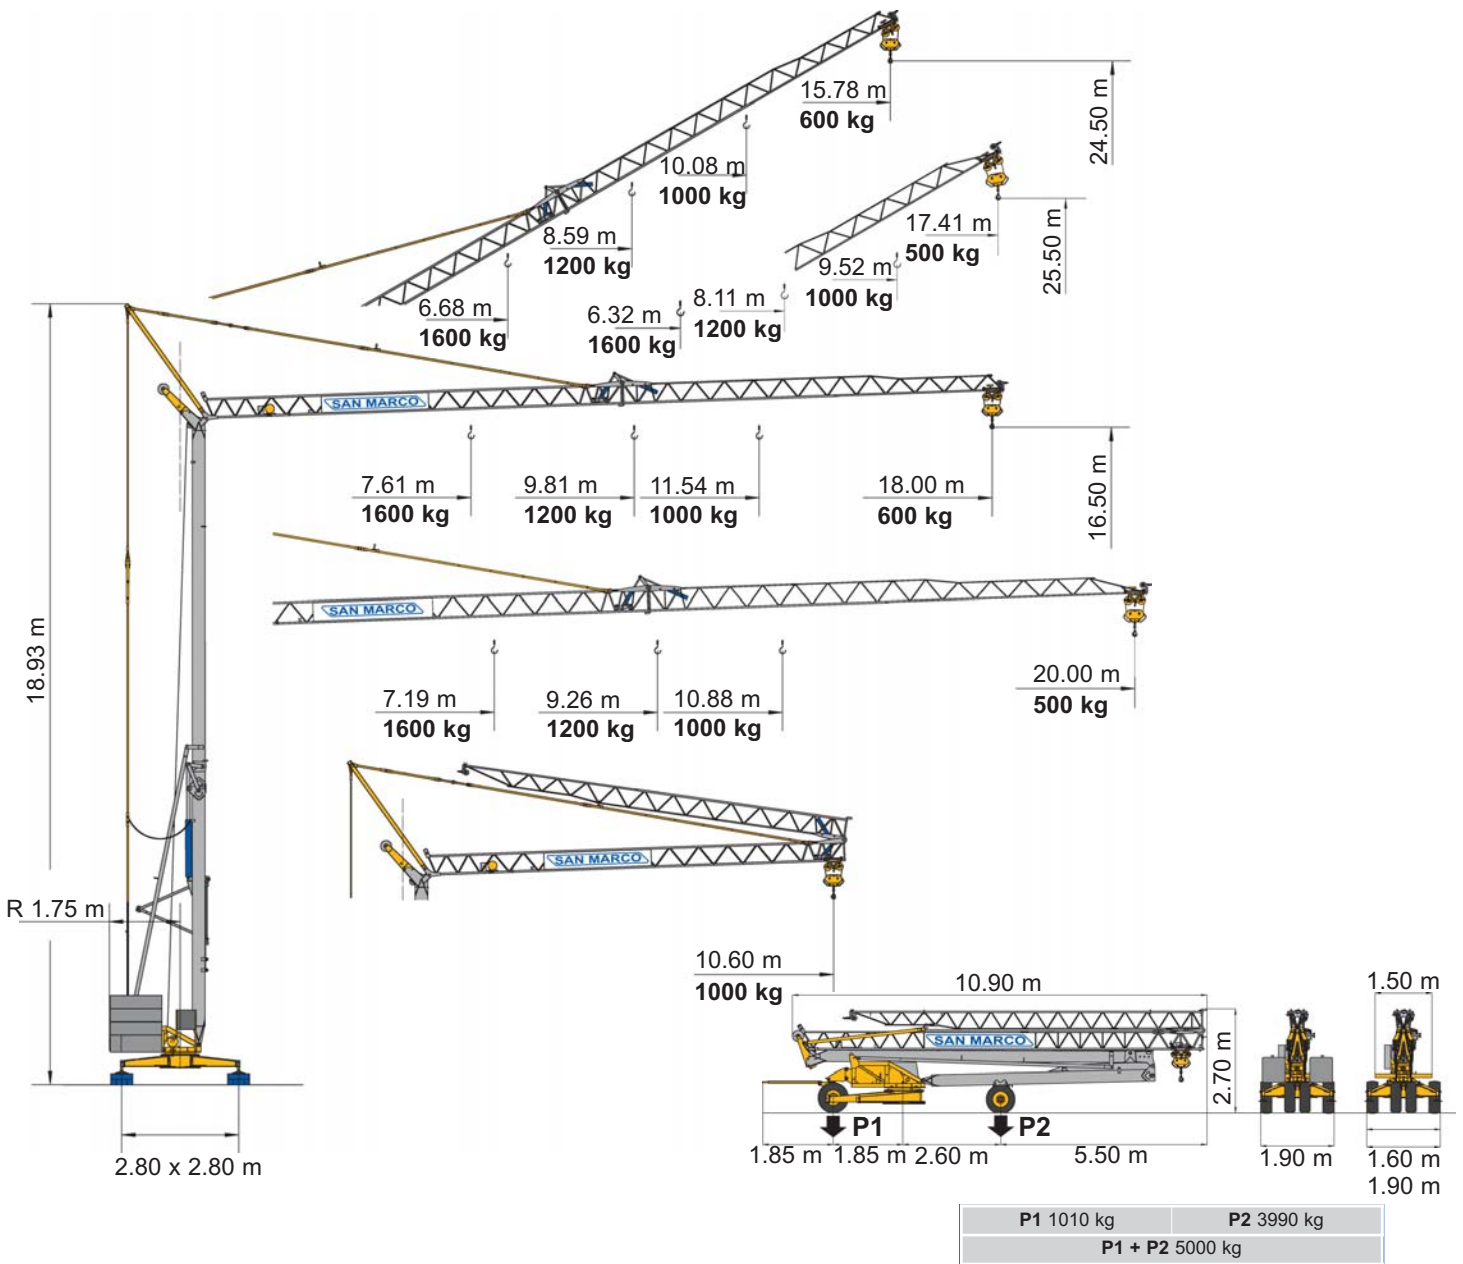 15.78 m
600 kg
24.50 m
10.08 m
1000 kg
8.59 m
1200 kg
6.68 m
1600 kg
17.41 m
500 kg
25.50 m
9.52 m
1000 kg
8.11 m
1200 kg
6.32 m
1600 kg
SAN MARCO
7.61 m
1600 kg
9.81 m
1200 kg
11.54 m
1000 kg
18.00 m
600 kg
16.50 m
SAN MARCO
18.93 m
7.19 m
1600 kg
9.26 m
1200 kg
10.88 m
1000 kg
20.00 m
500 kg
SAN MARCO
R 1.75 m
10.60 m
1000 kg
2.80 x 2.80 m
10.90 m
SAN MARCO
2.70 m
P1
P2
1.85 m
1.85 m
2.60 m
5.50 m
1.90 m
1.50 m
1.60 m
1.90 m
P1 1010 kg
P2 3990 kg
P1 + P2 5000 kg